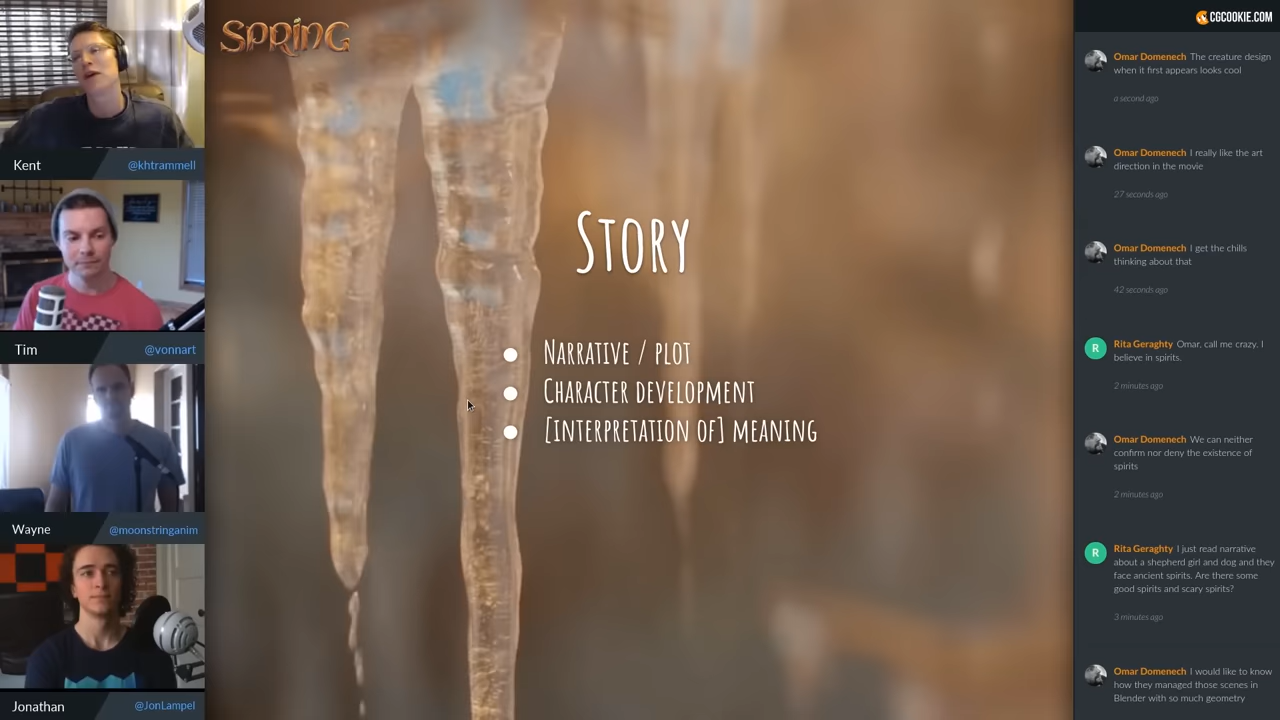 Kent
@khtrammell
Tim
@vonnart
Wayne
@moonstringanim
Jonathan
@JonLampel
SPRING
STORY
● NARRATIVE / PLOT
● CHARACTER DEVELOPMENT
● [INTERPRETATION OF] MEANING
CGCOOKIE.COM
Omar Domenech The creature design
when it first appears looks cool
a second ago
Omar Domenech I really like the art
direction in the movie
27 seconds ago
Omar Domenech I get the chills
thinking about that
42 seconds ago
R
Rita Geraghty Omar, call me crazy. I
believe in spirits.
2 minutes ago
Omar Domenech We can neither
confirm nor deny the existence of
spirits
2 minutes ago
R
Rita Geraghty I just read narrative
about a shepherd girl and dog and they
face ancient spirits. Are there some
good spirits and scary spirits?
3 minutes ago
Omar Domenech I would like to know
how they managed those scenes in
Blender with so much geometry